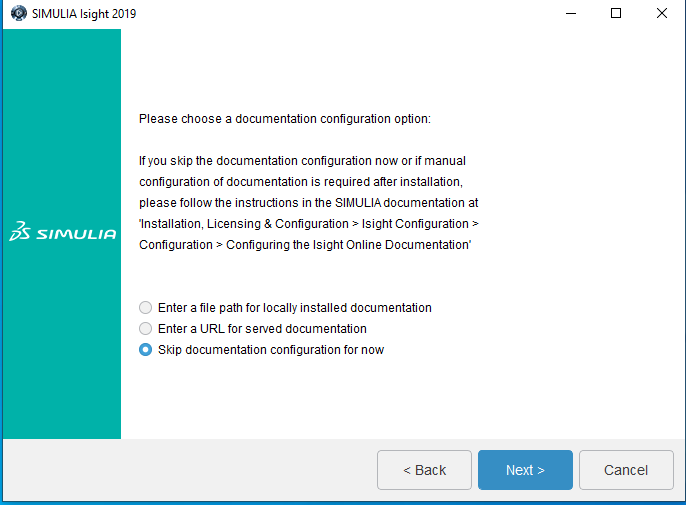 SIMULIA Isight 2019
Please choose a documentation configuration option:
If you skip the documentation configuration now or if manual
configuration of documentation is required after installation,
please follow the instructions in the SIMULIA documentation at
'Installation, Licensing & Configuration > Isight Configuration >
Configuration > Configuring the Isight Online Documentation'
SIMULIA
Enter a file path for locally installed documentation
Enter a URL for served documentation
Skip documentation configuration for now
< Back
Next >
Cancel